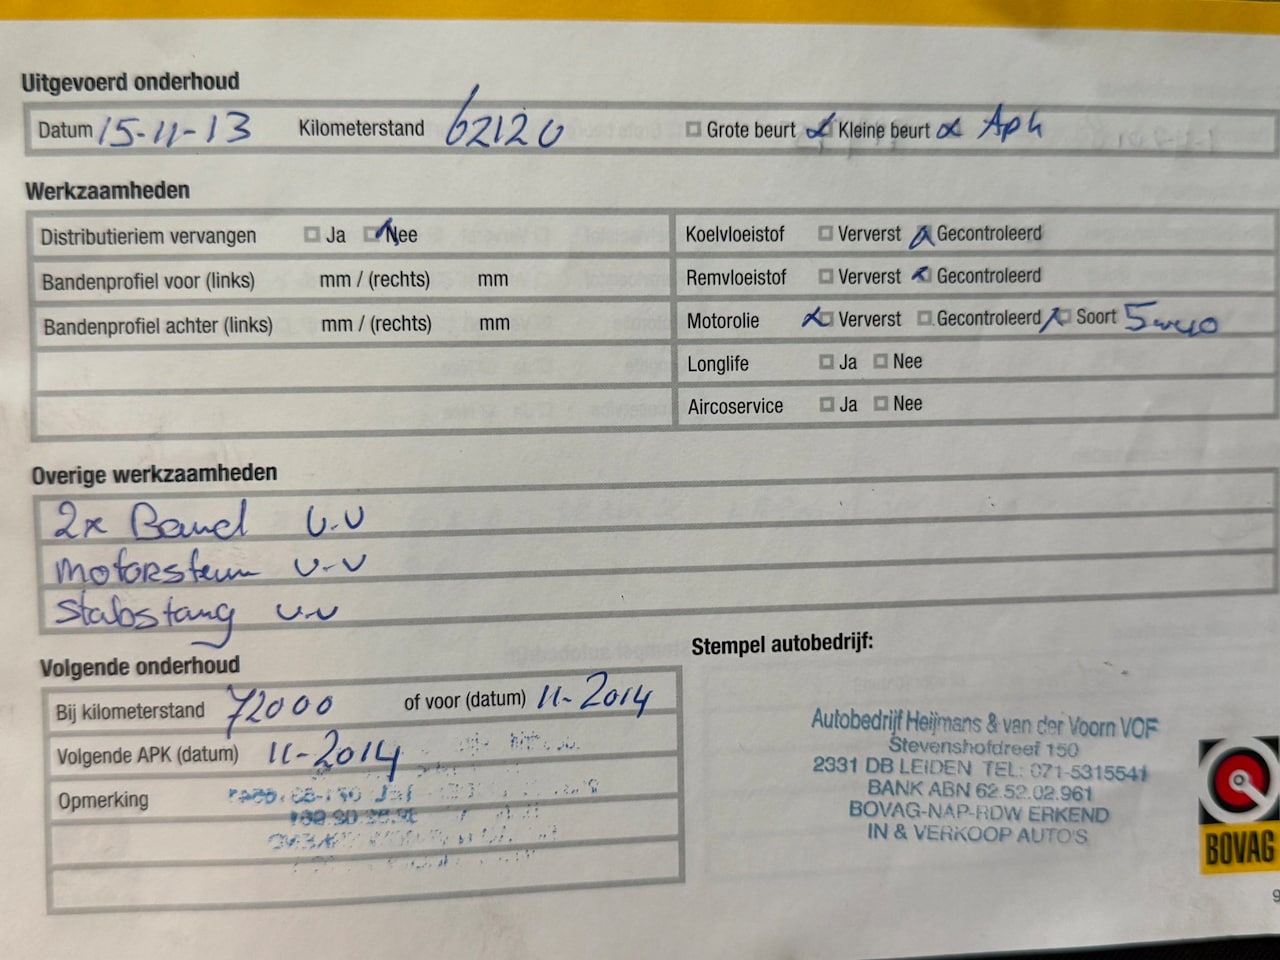 Uitgevoerd onderhoud
Datum 15-11-13 Kilometerstand 62120 Grote beurt Kleine beurt Apk
Werkzaamheden
Distributieriem vervangen Ja Nee
Bandenprofiel voor (links) mm / (rechts) mm
Bandenprofiel achter (links) mm / (rechts) mm
Koelvloeistof Ververst Gecontroleerd
Remvloeistof Ververst Gecontroleerd
Motorolie Ververst Gecontroleerd Soort 5w40
Longlife Ja Nee
Aircoservice Ja Nee
Overige werkzaamheden
2x Band v.v
motorsteun v.v
stabstang v.v
Volgende onderhoud
Bij kilometerstand 72000 of voor (datum) 11-2014
Volgende APK (datum) 11-2014
Opmerking
Stempel autobedrijf:
Autobedrijf Heijmans & van der Voorn VOF
Stevenshofdreef 150
2331 DB LEIDEN TEL: 071-5315541
BANK ABN 62.52.02.961
BOVAG-NAP-RDW ERKEND
IN & VERKOOP AUTO'S
BOVAG
9